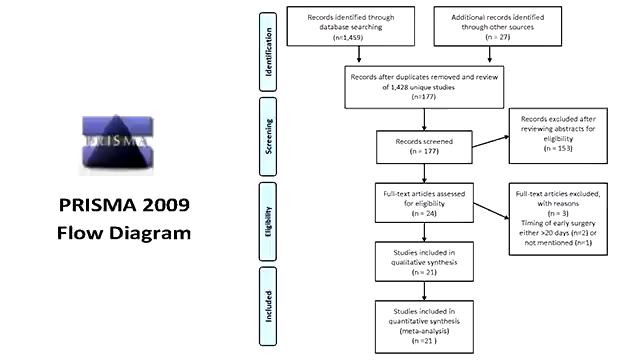 PRISMA
PRISMA 2009
Flow Diagram
Identification
Screening
Eligibility
Included
Records identified through
database searching
(n=1,459)
Additional records identified
through other sources
(n = 27)
Records after duplicates removed and review
of 1,428 unique studies
(n=177)
Records screened
(n = 177)
Records excluded after
reviewing abstracts for
eligibility
(n = 153)
Full-text articles assessed
for eligibility
(n = 24)
Full-text articles excluded,
with reasons
(n = 3)
Timing of early surgery
either >20 days (n=2) or
not mentioned (n=1)
Studies included in
qualitative synthesis
(n = 21)
Studies included in
quantitative synthesis
(meta-analysis)
(n =21 )